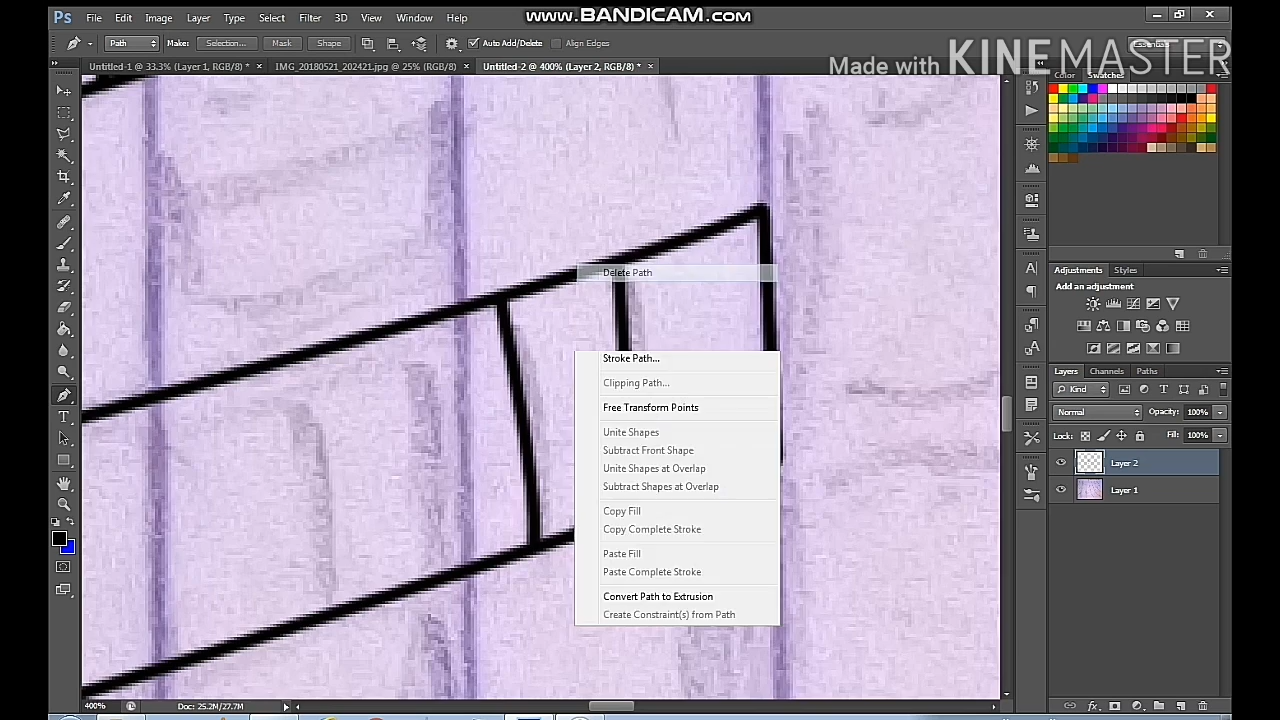 www.BANDICAM.com
Ps File Edit Image Layer Type Select Filter 3D View Window Help
Path Make: Selection... Mask Shape Auto Add/Delete Align Edges
Made with KINEMASTER
Essentials
Untitled-1 @ 33.3% (Layer 1, RGB/8) * × IMG_20180521_202421.jpg @ 25% (RGB/8) × Untitled-2 @ 400% (Layer 2, RGB/8) * ×
Color Swatches
Delete Path
Stroke Path...
Free Transform Points
Unite Shapes
Subtract Front Shape
Unite Shapes at Overlap
Subtract Shapes at Overlap
Copy Fill
Copy Complete Stroke
Paste Fill
Paste Complete Stroke
Convert Path to Extrusion
Create Constraint(s) from Path
Adjustments Styles
Add an adjustment
Layers Channels Paths
Kind
Normal Opacity: 100%
Lock: Fill: 100%
Layer 2
Layer 1
400% Doc: 25.2M/27.7M